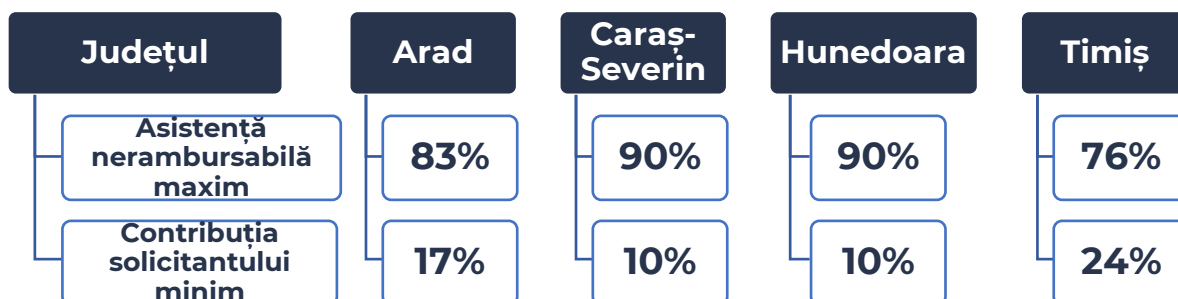 Județul
Arad
Caraș-
Severin
Hunedoara
Timiș
Asistență
nerambursabilă
maxim
83%
90%
90%
76%
Contribuția
solicitantului
minim
17%
10%
10%
24%